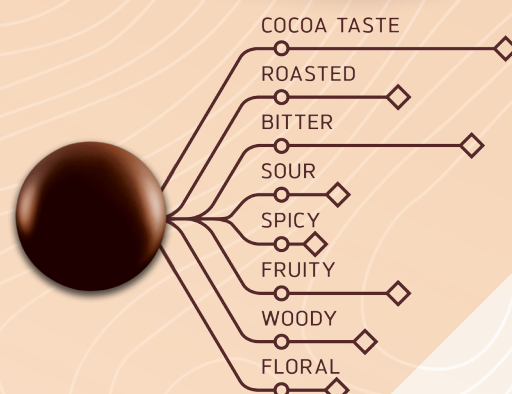 COCOA TASTE
ROASTED
BITTER
SOUR
SPICY
FRUITY
WOODY
FLORAL